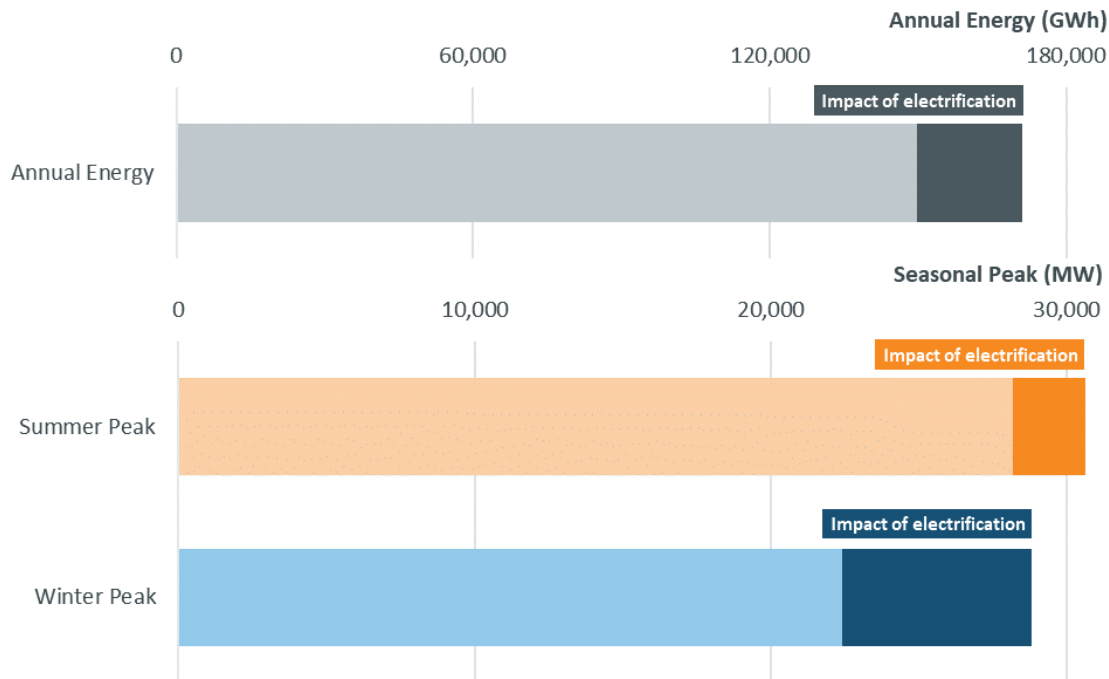 Annual Energy (GWh)
0 60,000 120,000 180,000
Impact of electrification
Annual Energy
Seasonal Peak (MW)
0 10,000 20,000 30,000
Impact of electrification
Summer Peak
Impact of electrification
Winter Peak